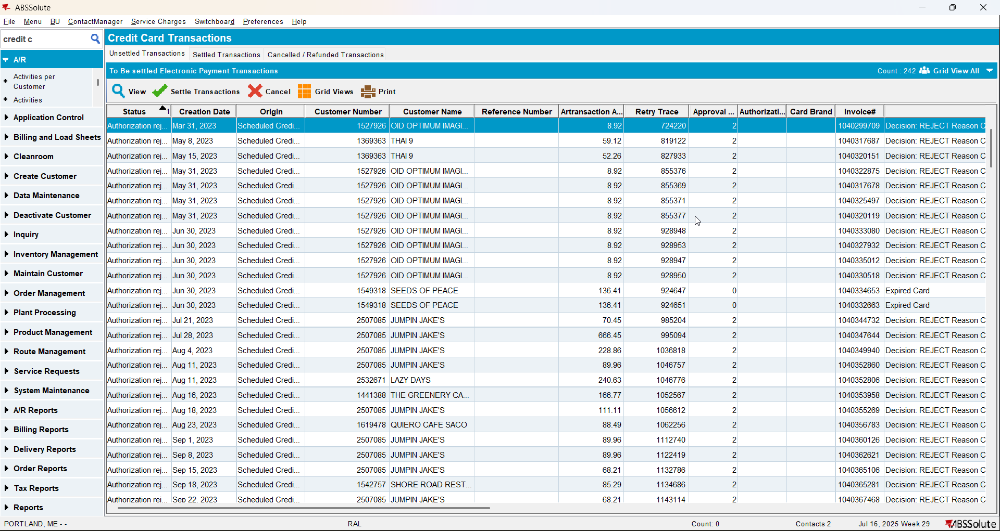 ABSSolute
File Menu BU ContactManager Service Charges Switchboard Preferences Help
credit c
Credit Card Transactions
A/R
Activities per
Customer
Activities
Application Control
Billing and Load Sheets
Cleanroom
Create Customer
Data Maintenance
Deactivate Customer
Inquiry
Inventory Management
Maintain Customer
Order Management
Plant Processing
Product Management
Route Management
Service Requests
System Maintenance
A/R Reports
Billing Reports
Delivery Reports
Order Reports
Tax Reports
Reports
Unsettled Transactions Settled Transactions Cancelled / Refunded Transactions
To Be settled Electronic Payment Transactions Count : 242 Grid View All
View Settle Transactions Cancel Grid Views Print
Status 1 Creation Date Origin Customer Number Customer Name Reference Number Artransaction A... Retry Trace Approval ... Authorizati... Card Brand Invoice#
Authorization rej... Mar 31, 2023 Scheduled Credi... 1527926 OID OPTIMUM IMAGI... 8.92 724220 2 1040299709 Decision: REJECT Reason C
Authorization rej... May 8, 2023 Scheduled Credi... 1369363 THAI 9 59.12 819122 2 1040317687 Decision: REJECT Reason C
Authorization rej... May 15, 2023 Scheduled Credi... 1369363 THAI 9 52.26 827933 2 1040320151 Decision: REJECT Reason C
Authorization rej... May 31, 2023 Scheduled Credi... 1527926 OID OPTIMUM IMAGI... 8.92 855376 2 1040322875 Decision: REJECT Reason C
Authorization rej... May 31, 2023 Scheduled Credi... 1527926 OID OPTIMUM IMAGI... 8.92 855369 2 1040317678 Decision: REJECT Reason C
Authorization rej... May 31, 2023 Scheduled Credi... 1527926 OID OPTIMUM IMAGI... 8.92 855371 2 1040325497 Decision: REJECT Reason C
Authorization rej... May 31, 2023 Scheduled Credi... 1527926 OID OPTIMUM IMAGI... 8.92 855377 2 1040320119 Decision: REJECT Reason C
Authorization rej... Jun 30, 2023 Scheduled Credi... 1527926 OID OPTIMUM IMAGI... 8.92 928948 2 1040333080 Decision: REJECT Reason C
Authorization rej... Jun 30, 2023 Scheduled Credi... 1527926 OID OPTIMUM IMAGI... 8.92 928953 2 1040327932 Decision: REJECT Reason C
Authorization rej... Jun 30, 2023 Scheduled Credi... 1527926 OID OPTIMUM IMAGI... 8.92 928947 2 1040335012 Decision: REJECT Reason C
Authorization rej... Jun 30, 2023 Scheduled Credi... 1527926 OID OPTIMUM IMAGI... 8.92 928950 2 1040330518 Decision: REJECT Reason C
Authorization rej... Jun 30, 2023 Scheduled Credi... 1549318 SEEDS OF PEACE 136.41 924647 0 1040334653 Expired Card
Authorization rej... Jun 30, 2023 Scheduled Credi... 1549318 SEEDS OF PEACE 136.41 924651 0 1040332663 Expired Card
Authorization rej... Jul 21, 2023 Scheduled Credi... 2507085 JUMPIN JAKE'S 70.45 985204 2 1040344732 Decision: REJECT Reason C
Authorization rej... Jul 28, 2023 Scheduled Credi... 2507085 JUMPIN JAKE'S 666.45 995094 2 1040347644 Decision: REJECT Reason C
Authorization rej... Aug 4, 2023 Scheduled Credi... 2507085 JUMPIN JAKE'S 228.86 1036818 2 1040349940 Decision: REJECT Reason C
Authorization rej... Aug 11, 2023 Scheduled Credi... 2507085 JUMPIN JAKE'S 89.96 1046757 2 1040352860 Decision: REJECT Reason C
Authorization rej... Aug 11, 2023 Scheduled Credi... 2532671 LAZY DAYS 240.63 1046776 2 1040352806 Decision: REJECT Reason C
Authorization rej... Aug 16, 2023 Scheduled Credi... 1441388 THE GREENERY CA... 166.77 1052567 2 1040353958 Decision: REJECT Reason C
Authorization rej... Aug 18, 2023 Scheduled Credi... 2507085 JUMPIN JAKE'S 111.11 1056612 2 1040355269 Decision: REJECT Reason C
Authorization rej... Aug 23, 2023 Scheduled Credi... 1619478 QUIERO CAFE SACO 88.49 1062256 2 1040356783 Decision: REJECT Reason C
Authorization rej... Sep 1, 2023 Scheduled Credi... 2507085 JUMPIN JAKE'S 89.96 1112740 2 1040360126 Decision: REJECT Reason C
Authorization rej... Sep 8, 2023 Scheduled Credi... 2507085 JUMPIN JAKE'S 89.96 1122419 2 1040362621 Decision: REJECT Reason C
Authorization rej... Sep 15, 2023 Scheduled Credi... 2507085 JUMPIN JAKE'S 68.21 1132786 2 1040365106 Decision: REJECT Reason C
Authorization rej... Sep 18, 2023 Scheduled Credi... 1542757 SHORE ROAD REST... 85.29 1134686 2 1040365281 Decision: REJECT Reason C
Authorization rej... Sep 22, 2023 Scheduled Credi... 2507085 JUMPIN JAKE'S 68.21 1143114 2 1040367468 Decision: REJECT Reason C
PORTLAND, ME - - RAL Count: 0 Contacts 2 Jul 16, 2025 Week 29 ABSSolute